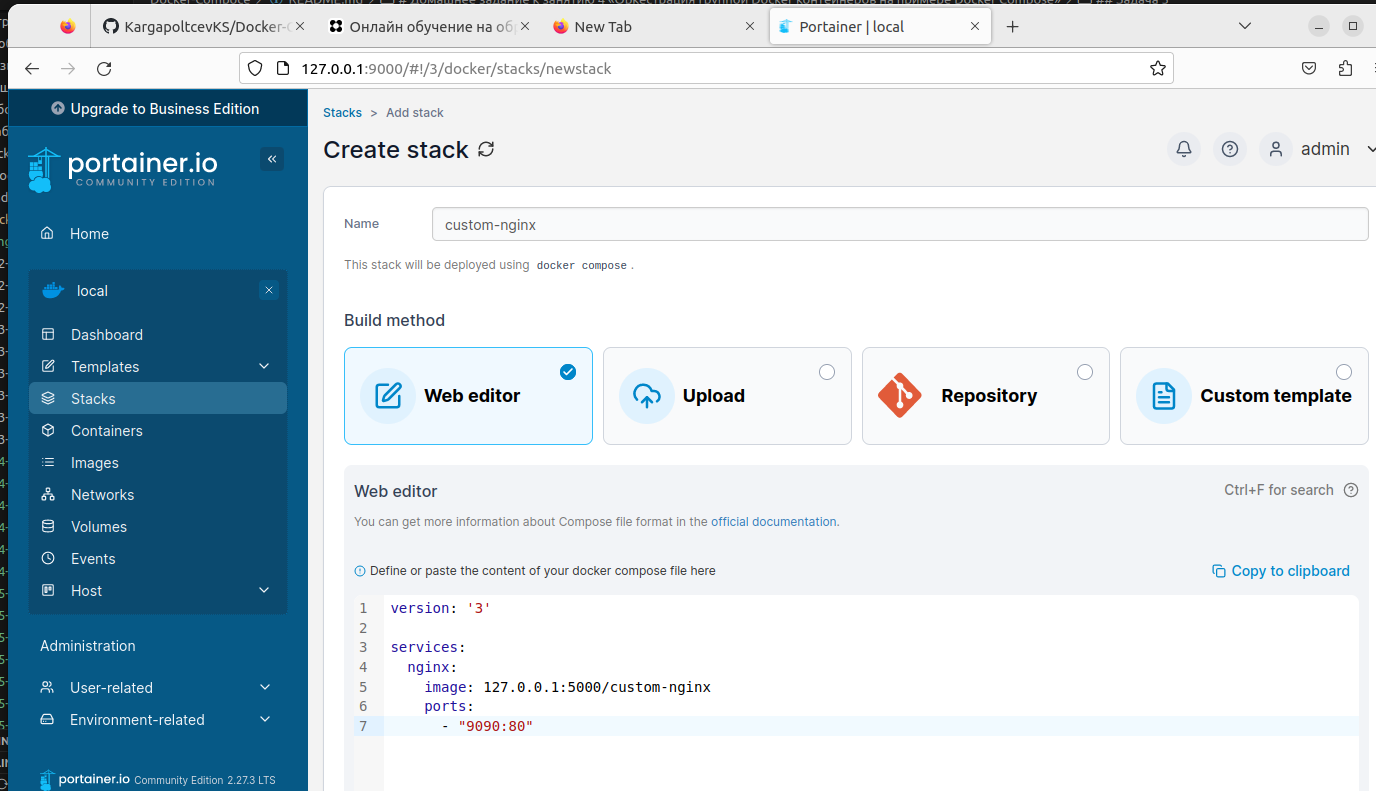 KargapoltcevKS/Docker-
Онлайн обучение на об
New Tab
Portainer | local
127.0.0.1:9000/#!/3/docker/stacks/newstack
Upgrade to Business Edition
portainer.io
COMMUNITY EDITION
Home
local
Dashboard
Templates
Stacks
Containers
Images
Networks
Volumes
Events
Host
Administration
User-related
Environment-related
portainer.io Community Edition 2.27.3 LTS
Stacks > Add stack
Create stack
admin
Name
custom-nginx
This stack will be deployed using docker compose .
Build method
Web editor
Upload
Repository
Custom template
Web editor
Ctrl+F for search
You can get more information about Compose file format in the official documentation.
Define or paste the content of your docker compose file here
Copy to clipboard
1 version: '3'
2
3 services:
4 nginx:
5 image: 127.0.0.1:5000/custom-nginx
6 ports:
7 - "9090:80"